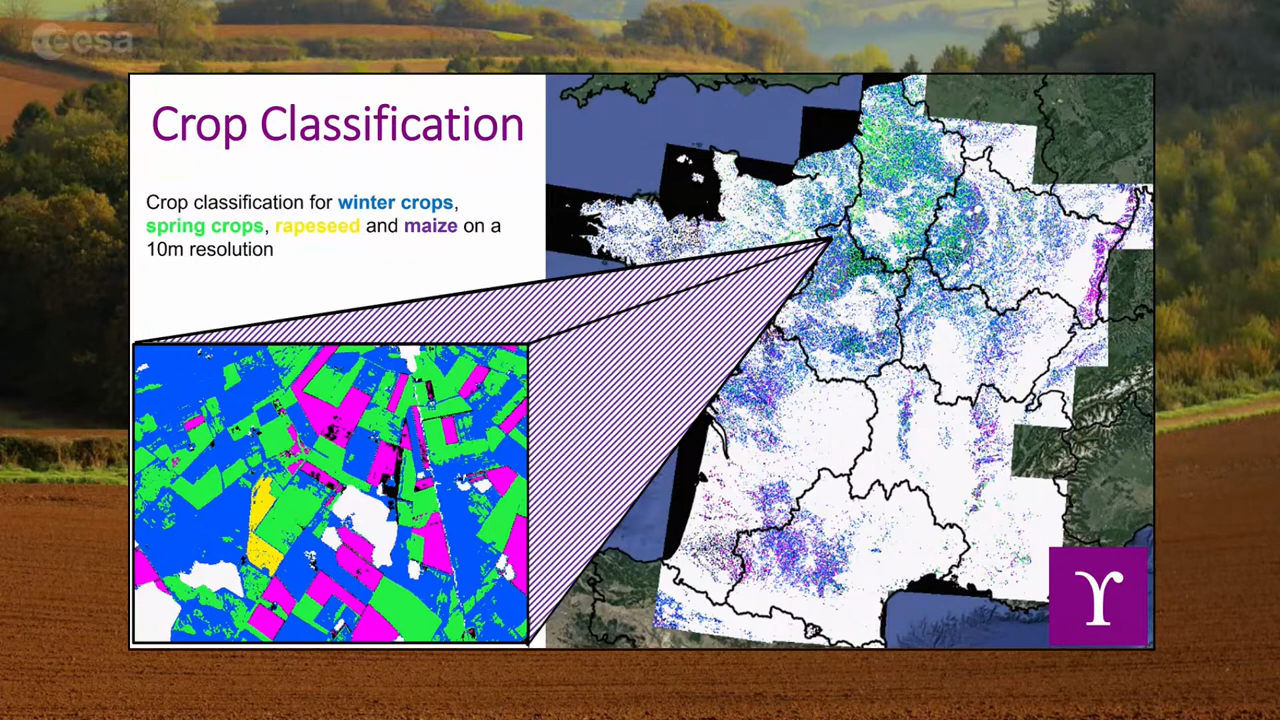 esa
Crop Classification
Crop classification for winter crops,
spring crops, rapeseed and maize on a
10m resolution
ϒ